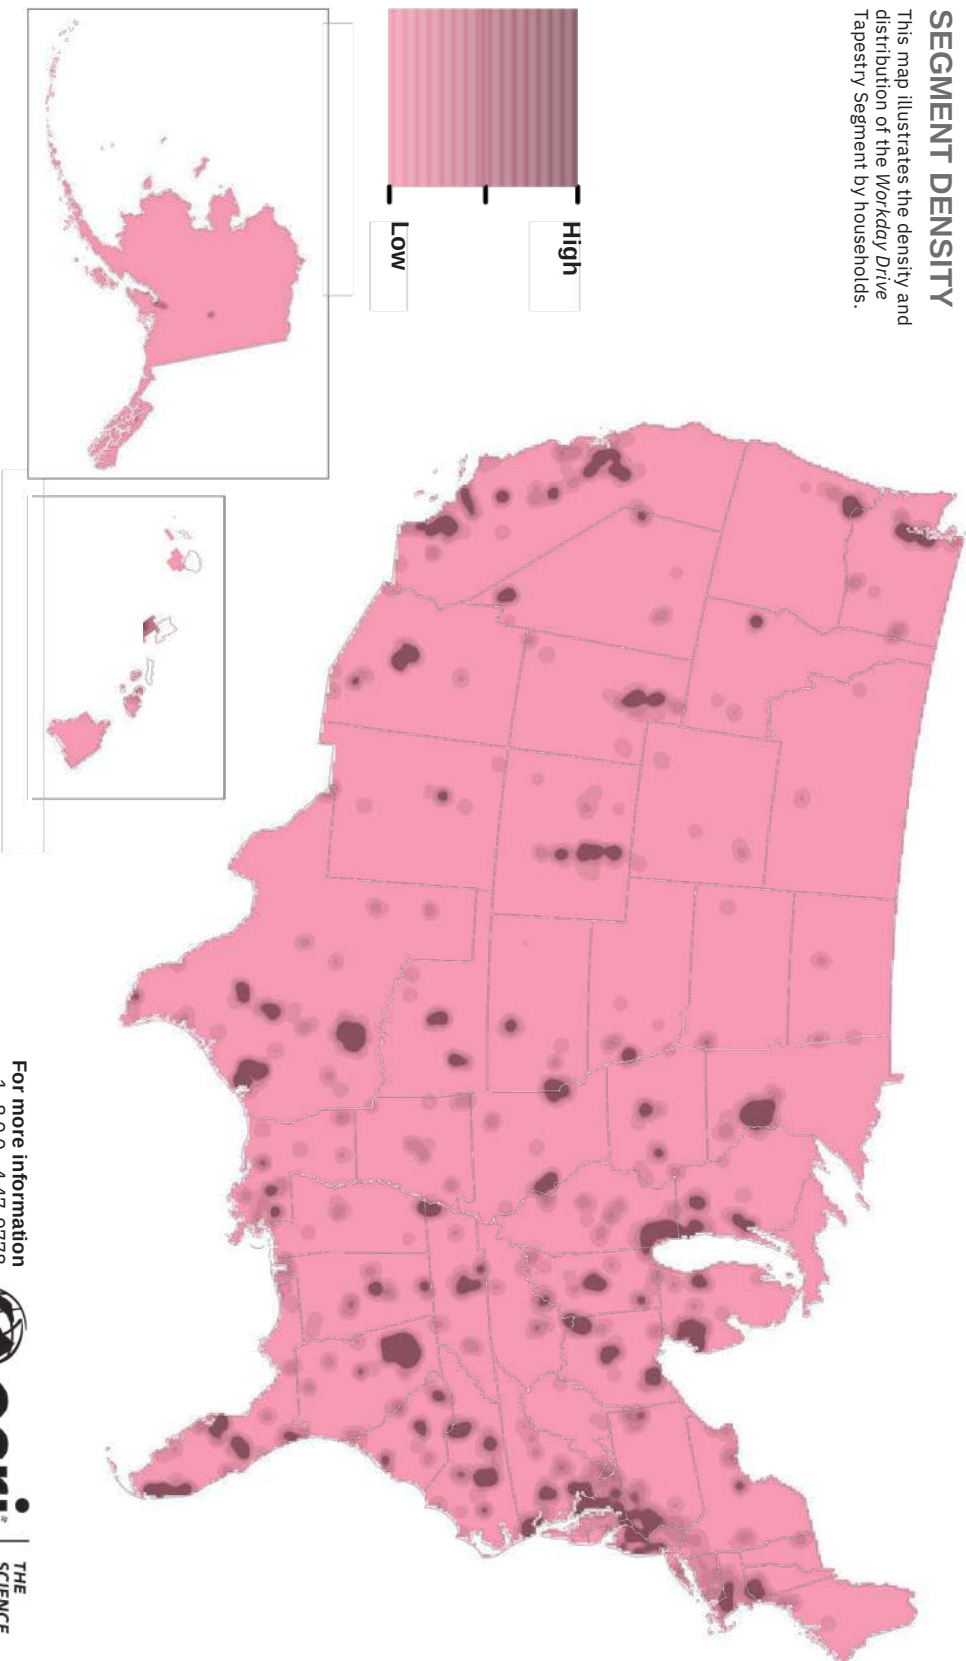 SEGMENT DENSITY
This map illustrates the density and
distribution of the Workday Drive
Tapestry Segment by households.
High
Low
For more information
esri
THE
SCIENCE